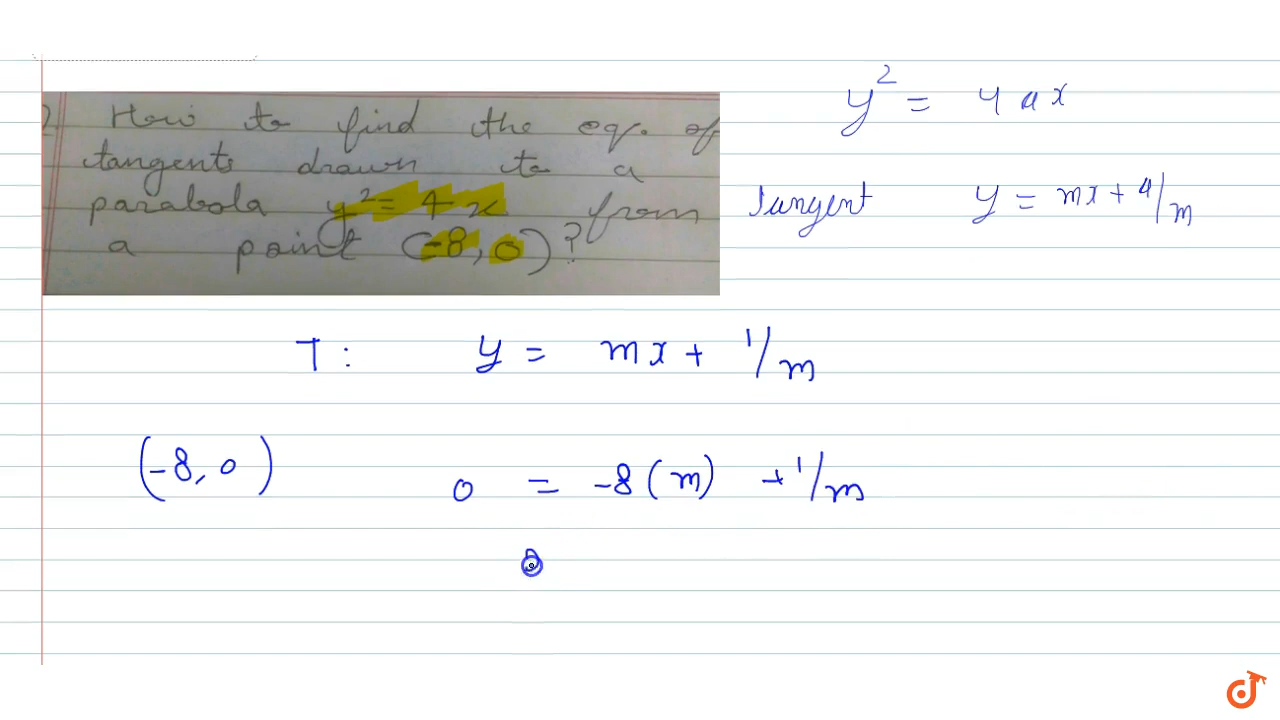 How to find the eq. of
tangents drawn to a
parabola y² = 4x from
a point (-8, 0)?
y² = 4ax
Tangent y = mx + a/m
T : y = mx + 1/m
(-8, 0) 0 = -8(m) + 1/m